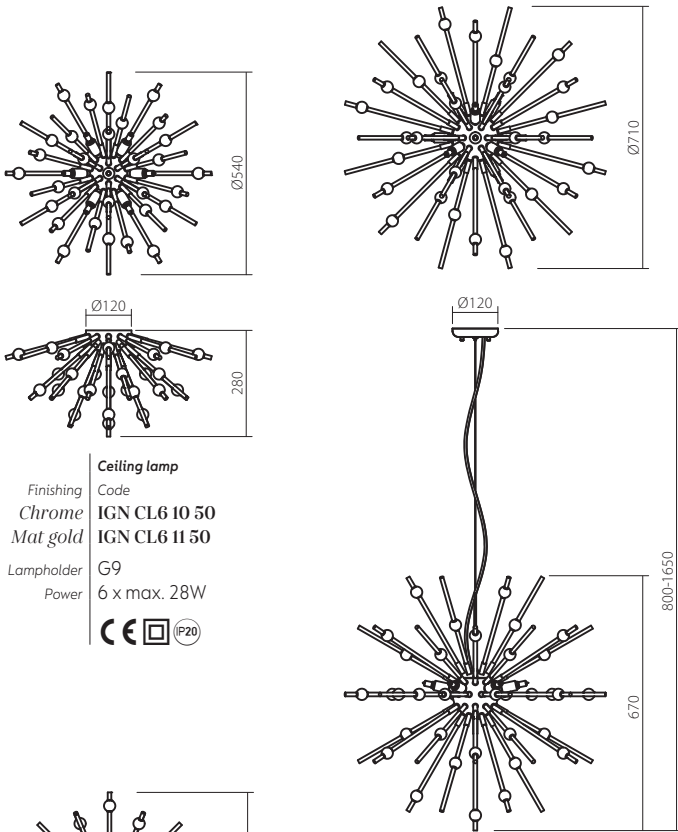 Ø540
Ø710
Ø120
280
Ø120
800-1650
670
Ceiling lamp
Finishing Code
Chrome IGN CL6 10 50
Mat gold IGN CL6 11 50
Lampholder G9
Power 6 x max. 28W
CE IP20